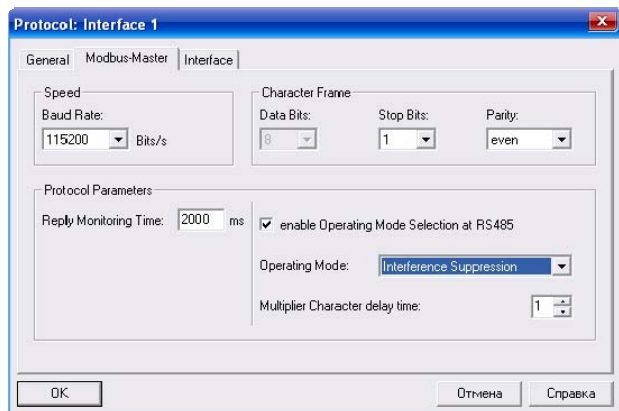 Protocol: Interface 1
General Modbus-Master Interface
Speed
Baud Rate:
115200 Bits/s
Character Frame
Data Bits: Stop Bits: Parity:
8 1 even
Protocol Parameters
Reply Monitoring Time: 2000 ms
enable Operating Mode Selection at RS485
Operating Mode: Interference Suppression
Multiplier Character delay time: 1
OK Отмена Справка